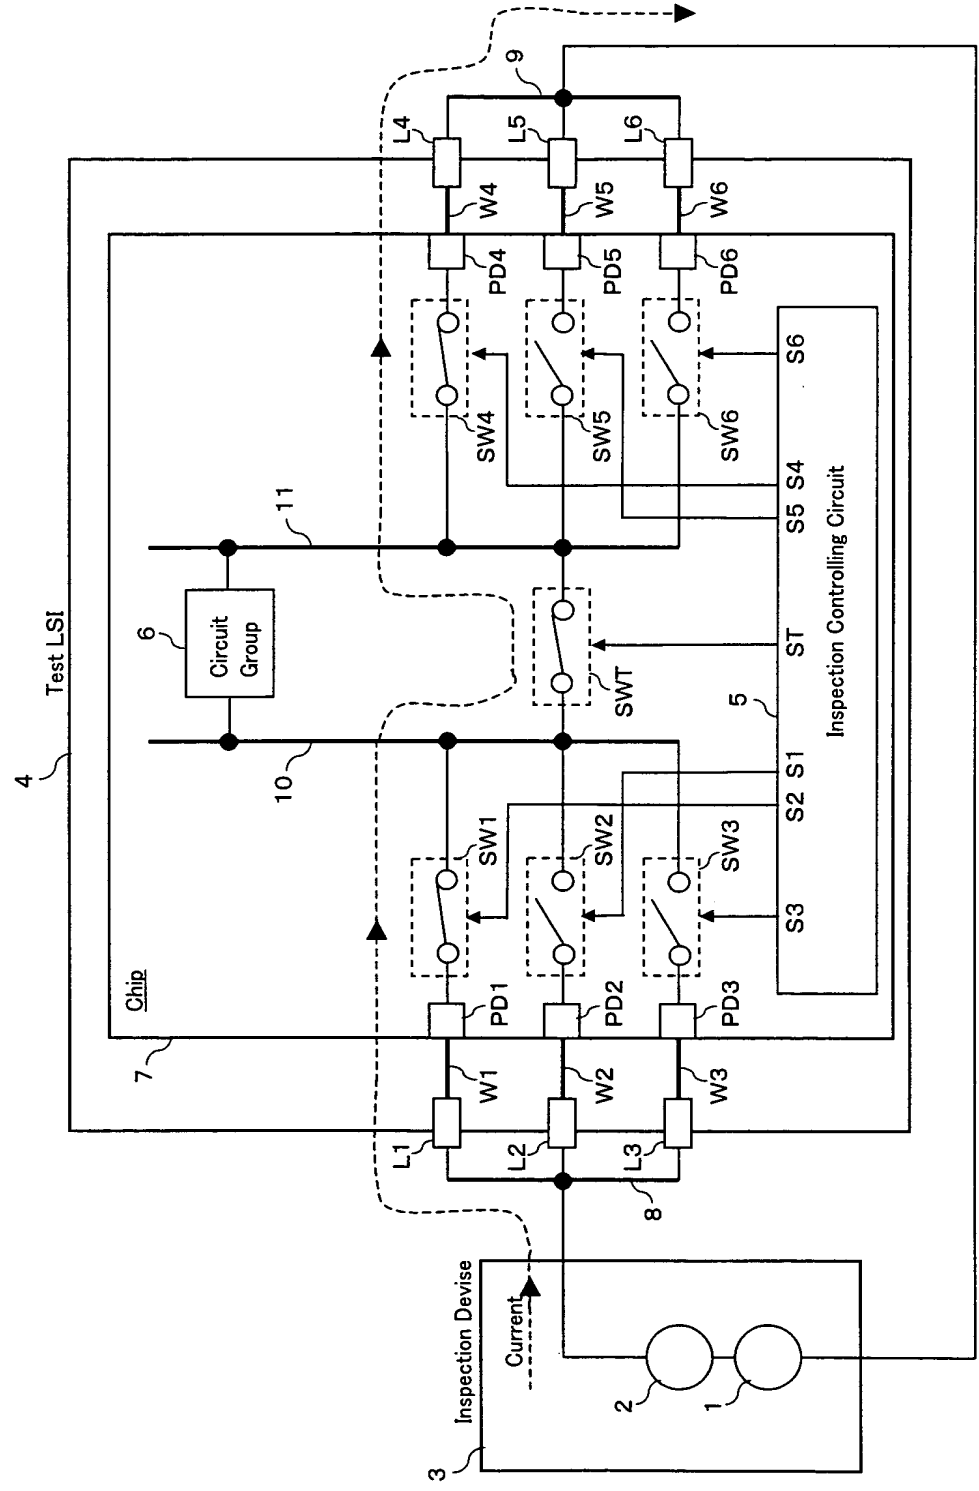 4
Test LSI
7
Chip
6
Circuit
Group
10
11
9
L1
W1
PD1
SW1
SW4
PD4
W4
L4
L2
W2
PD2
SW2
SWT
SW5
PD5
W5
L5
L3
W3
PD3
SW3
SW6
PD6
W6
L6
8
S3
S2
S1
ST
S5
S4
S6
5
Inspection Controlling Circuit
3
Inspection Devise
Current
2
1